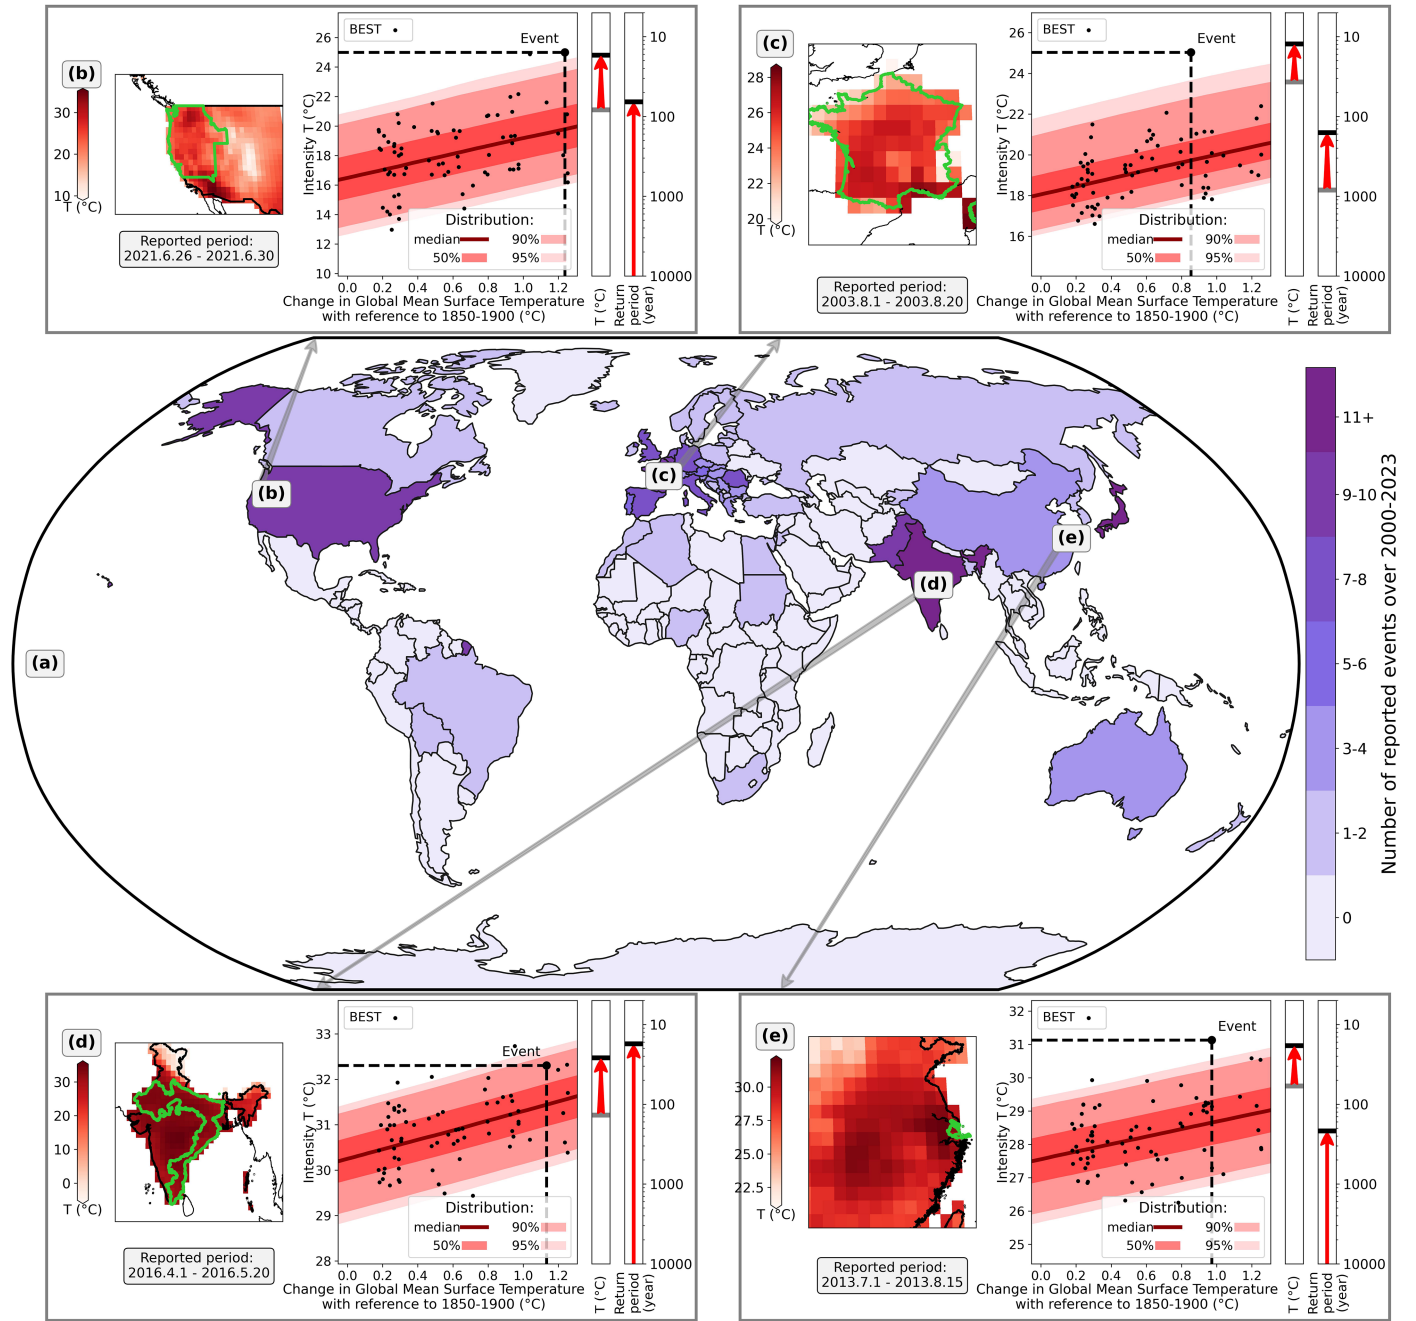 (b)
30
20
10
T (°C)
Reported period:
2021.6.26 - 2021.6.30
BEST
Event
Intensity T (°C)
26
24
22
20
18
16
14
12
10
Distribution:
median 90%
50% 95%
0.0 0.2 0.4 0.6 0.8 1.0 1.2
Change in Global Mean Surface Temperature
with reference to 1850-1900 (°C)
T (°C)
Return
period
(year)
10
100
1000
10000
(c)
28
26
24
22
20
T (°C)
Reported period:
2003.8.1 - 2003.8.20
BEST
Event
Intensity T (°C)
26
24
22
20
18
16
Distribution:
median 90%
50% 95%
0.0 0.2 0.4 0.6 0.8 1.0 1.2
Change in Global Mean Surface Temperature
with reference to 1850-1900 (°C)
T (°C)
Return
period
(year)
10
100
1000
10000
(a)
(b)
(c)
(d)
(e)
11+
9-10
7-8
5-6
3-4
1-2
0
Number of reported events over 2000-2023
(d)
30
20
10
0
T (°C)
Reported period:
2016.4.1 - 2016.5.20
BEST
Event
Intensity T (°C)
33
32
31
30
29
28
Distribution:
median 90%
50% 95%
0.0 0.2 0.4 0.6 0.8 1.0 1.2
Change in Global Mean Surface Temperature
with reference to 1850-1900 (°C)
T (°C)
Return
period
(year)
10
100
1000
10000
(e)
30.0
27.5
25.0
22.5
T (°C)
Reported period:
2013.7.1 - 2013.8.15
BEST
Event
Intensity T (°C)
32
31
30
29
28
27
26
25
Distribution:
median 90%
50% 95%
0.0 0.2 0.4 0.6 0.8 1.0 1.2
Change in Global Mean Surface Temperature
with reference to 1850-1900 (°C)
T (°C)
Return
period
(year)
10
100
1000
10000